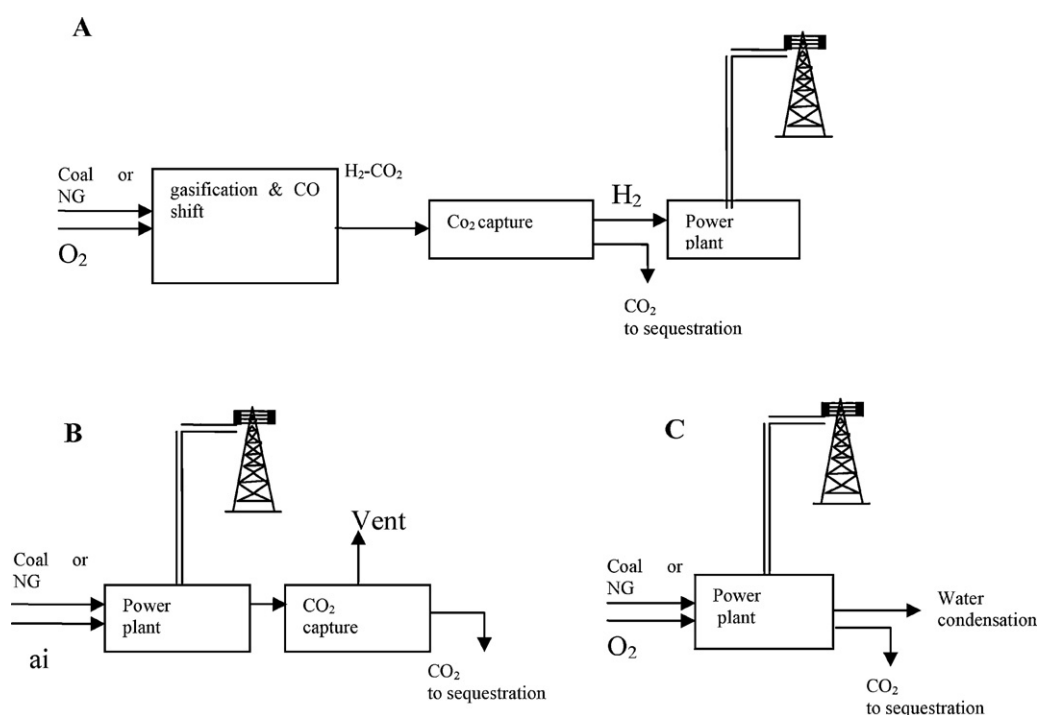 A
Coal or
NG
O₂
gasification & CO
shift
H₂-CO₂
Co₂ capture
H₂
Power
plant
CO₂
to sequestration
B
Coal or
NG
ai
Power
plant
Vent
CO₂
capture
CO₂
to sequestration
C
Coal or
NG
O₂
Power
plant
Water
condensation
CO₂
to sequestration